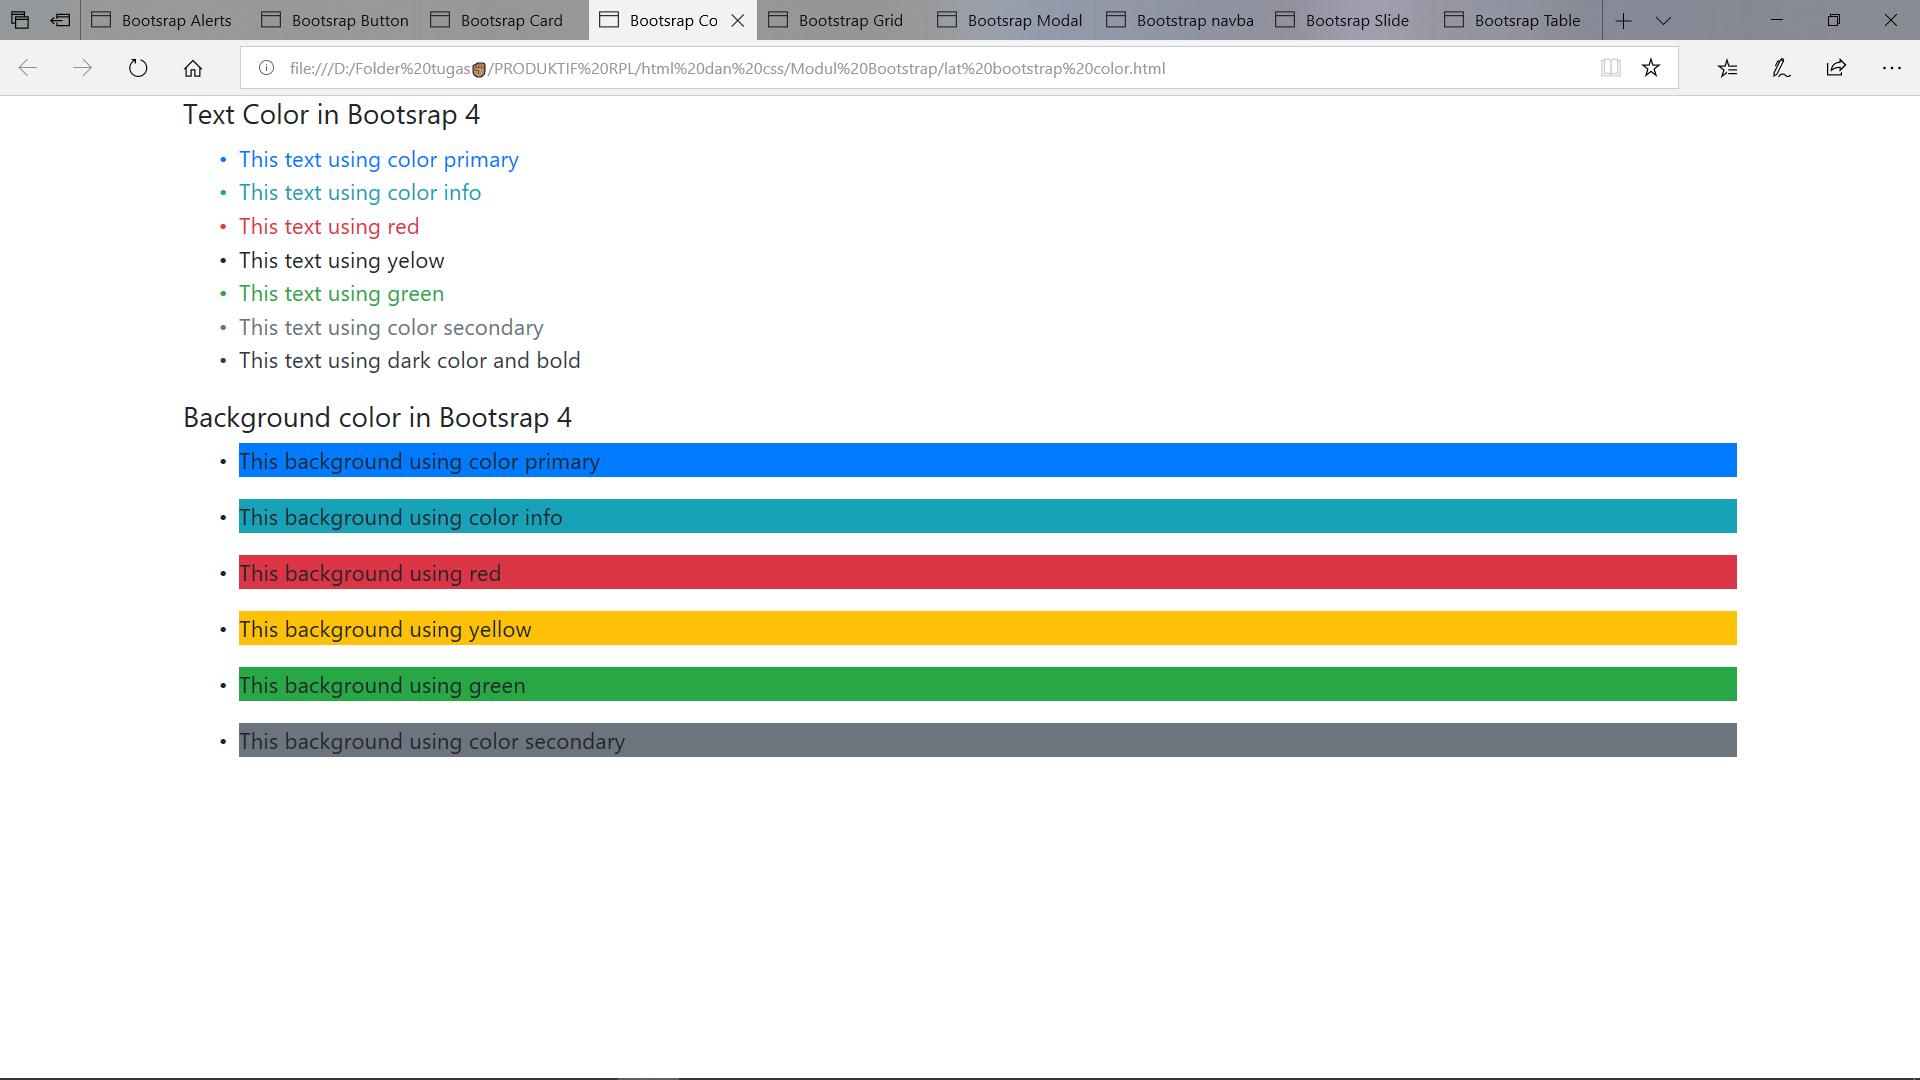 Bootsrap Alerts
Bootsrap Button
Bootsrap Card
Bootsrap Co
Bootstrap Grid
Bootsrap Modal
Bootstrap navba
Bootsrap Slide
Bootsrap Table
file:///D:/Folder%20tugas✊🏾/PRODUKTIF%20RPL/html%20dan%20css/Modul%20Bootstrap/lat%20bootstrap%20color.html
Text Color in Bootsrap 4
• This text using color primary
• This text using color info
• This text using red
• This text using yelow
• This text using green
• This text using color secondary
• This text using dark color and bold
Background color in Bootsrap 4
• This background using color primary
• This background using color info
• This background using red
• This background using yellow
• This background using green
• This background using color secondary